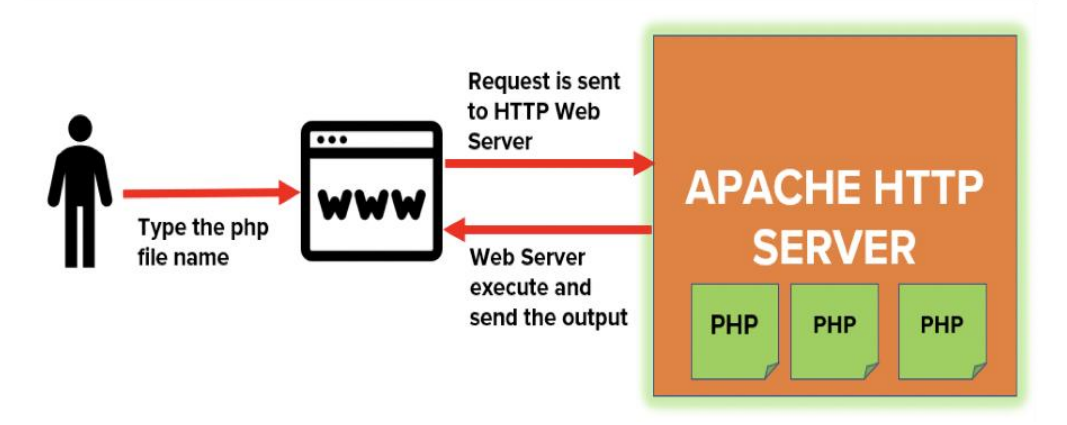 Type the php
file name
WWW
Request is sent
to HTTP Web
Server
Web Server
execute and
send the output
APACHE HTTP
SERVER
PHP
PHP
PHP